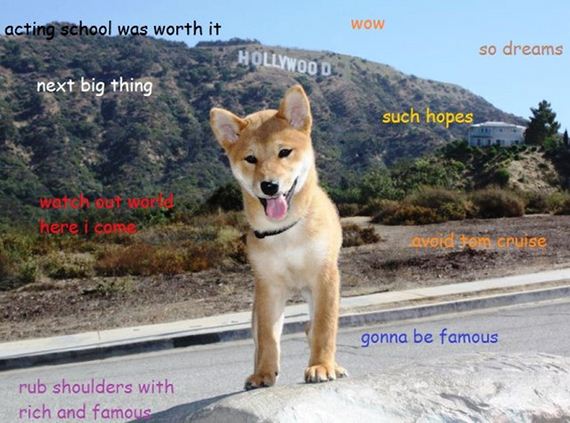 acting school was worth it
wow
so dreams
HOLLYWOOD
next big thing
such hopes
watch out world
here i come
avoid tom cruise
gonna be famous
rub shoulders with
rich and famous